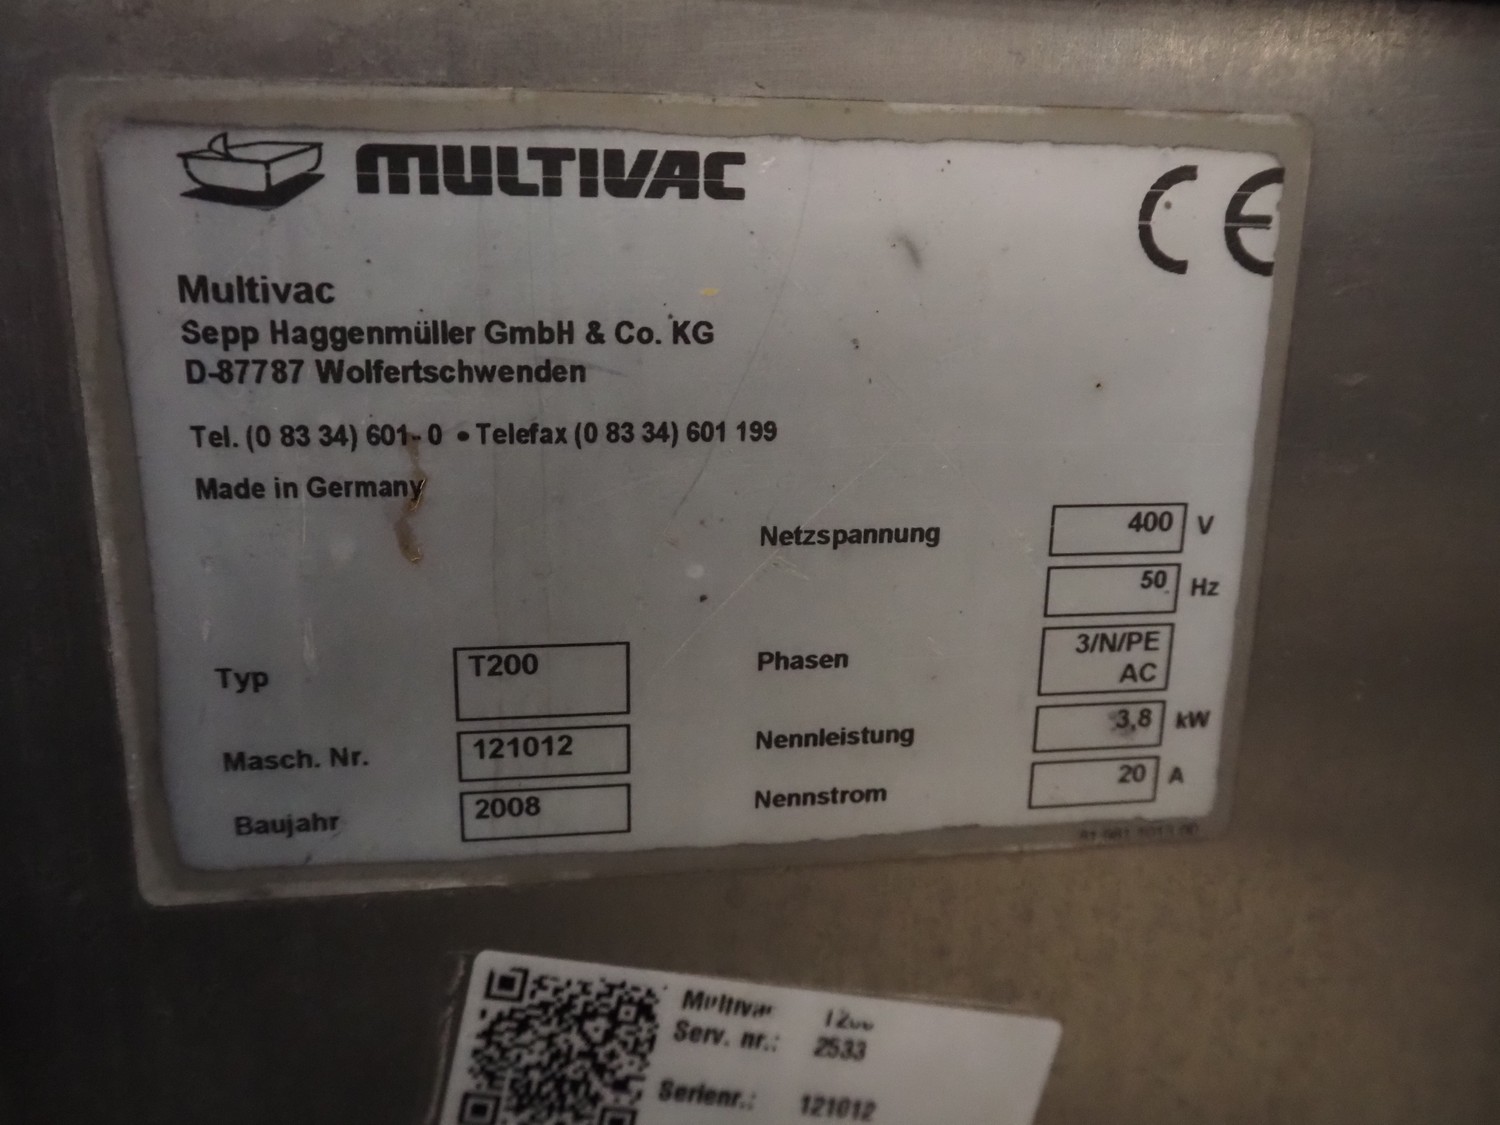 MULTIVAC
CE
Multivac
Sepp Haggenmüller GmbH & Co. KG
D-87787 Wolfertschwenden
Tel. (0 83 34) 601-0 • Telefax (0 83 34) 601 199
Made in Germany
Netzspannung 400 V
50 Hz
Typ T200
Phasen 3/N/PE
AC
Masch. Nr. 121012
Nennleistung 3,8 kW
Baujahr 2008
Nennstrom 20 A
Multivac T200
Serv. nr.: 2533
Serienr.: 121012